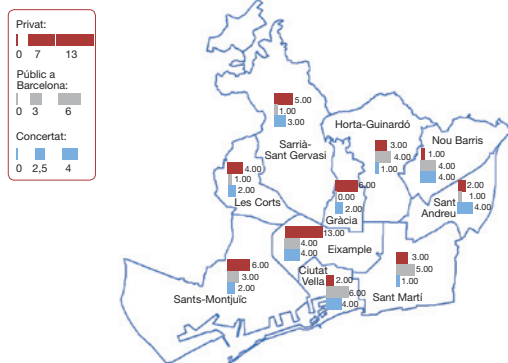 Privat:
0 7 13
Públic a
Barcelona:
0 3 6
Concertat:
0 2,5 4
5.00
1.00
3.00
Sarrià-
Sant Gervasi
Horta-Guinardó
3.00
4.00
1.00
Nou Barris
1.00
4.00
4.00
4.00
1.00
2.00
Les Corts
6.00
0.00
2.00
Gràcia
2.00
1.00
4.00
Sant
Andreu
13.00
4.00
4.00
Eixample
6.00
3.00
2.00
Sants-Montjuïc
Ciutat
Vella
2.00
6.00
4.00
3.00
5.00
1.00
Sant Martí